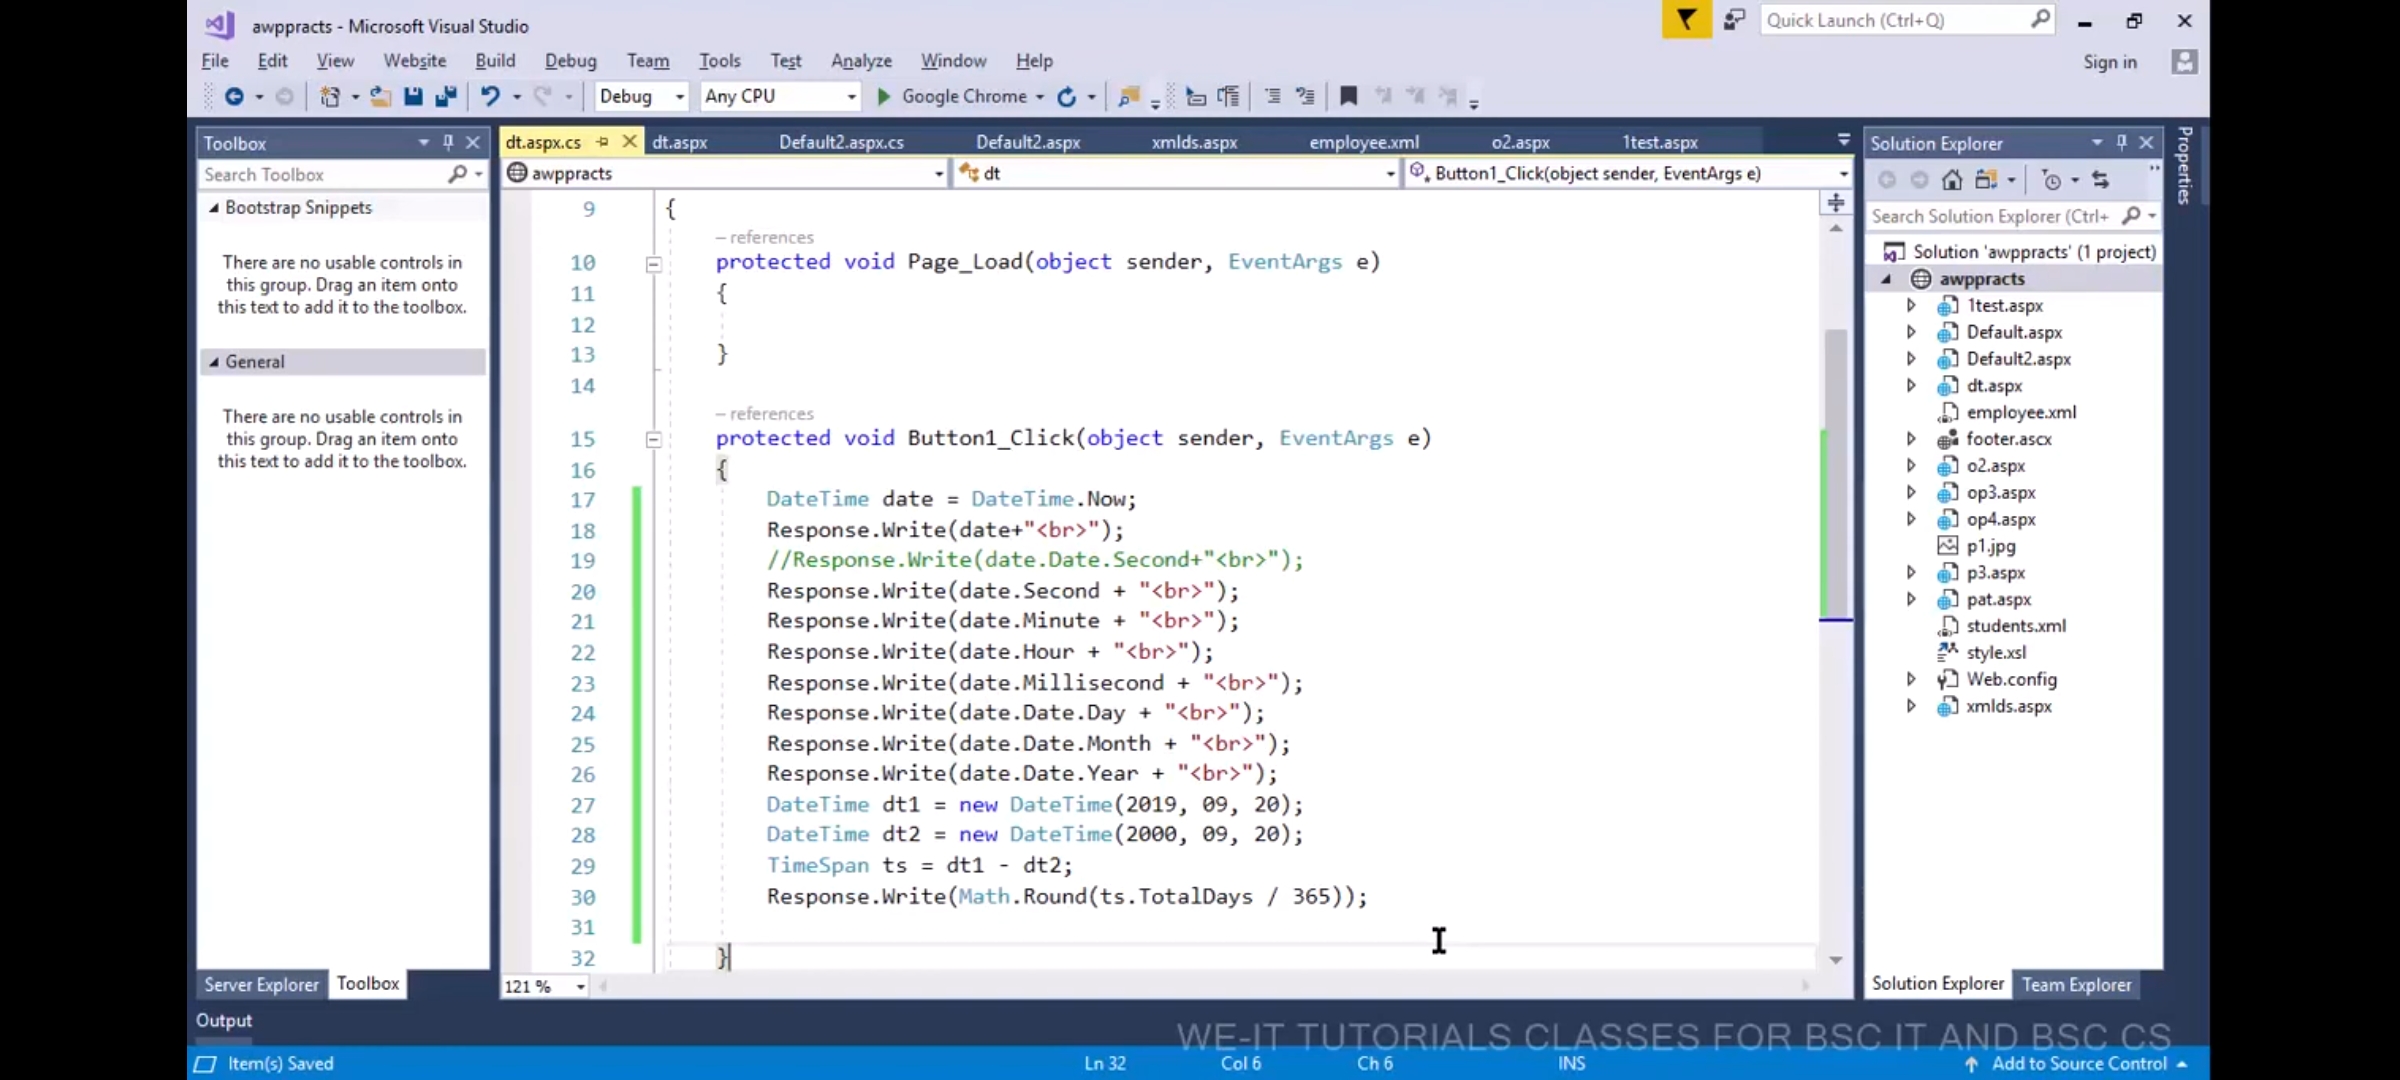 awppracts - Microsoft Visual Studio
Quick Launch (Ctrl+Q)
File Edit View Website Build Debug Team Tools Test Analyze Window Help
Sign in
Debug Any CPU Google Chrome
Toolbox
Search Toolbox
Bootstrap Snippets
There are no usable controls in
this group. Drag an item onto
this text to add it to the toolbox.
General
There are no usable controls in
this group. Drag an item onto
this text to add it to the toolbox.
Server Explorer Toolbox
dt.aspx.cs dt.aspx Default2.aspx.cs Default2.aspx xmlds.aspx employee.xml o2.aspx 1test.aspx
awppracts dt Button1_Click(object sender, EventArgs e)
9 {
– references
10 protected void Page_Load(object sender, EventArgs e)
11 {
12
13 }
14
– references
15 protected void Button1_Click(object sender, EventArgs e)
16 {
17 DateTime date = DateTime.Now;
18 Response.Write(date+"<br>");
19 //Response.Write(date.Date.Second+"<br>");
20 Response.Write(date.Second + "<br>");
21 Response.Write(date.Minute + "<br>");
22 Response.Write(date.Hour + "<br>");
23 Response.Write(date.Millisecond + "<br>");
24 Response.Write(date.Date.Day + "<br>");
25 Response.Write(date.Date.Month + "<br>");
26 Response.Write(date.Date.Year + "<br>");
27 DateTime dt1 = new DateTime(2019, 09, 20);
28 DateTime dt2 = new DateTime(2000, 09, 20);
29 TimeSpan ts = dt1 - dt2;
30 Response.Write(Math.Round(ts.TotalDays / 365));
31
32 }
121 %
Solution Explorer
Search Solution Explorer (Ctrl+
Solution 'awppracts' (1 project)
awppracts
1test.aspx
Default.aspx
Default2.aspx
dt.aspx
employee.xml
footer.ascx
o2.aspx
op3.aspx
op4.aspx
p1.jpg
p3.aspx
pat.aspx
students.xml
style.xsl
Web.config
xmlds.aspx
Solution Explorer Team Explorer
Properties
Output
WE-IT TUTORIALS CLASSES FOR BSC IT AND BSC CS
Item(s) Saved Ln 32 Col 6 Ch 6 INS Add to Source Control